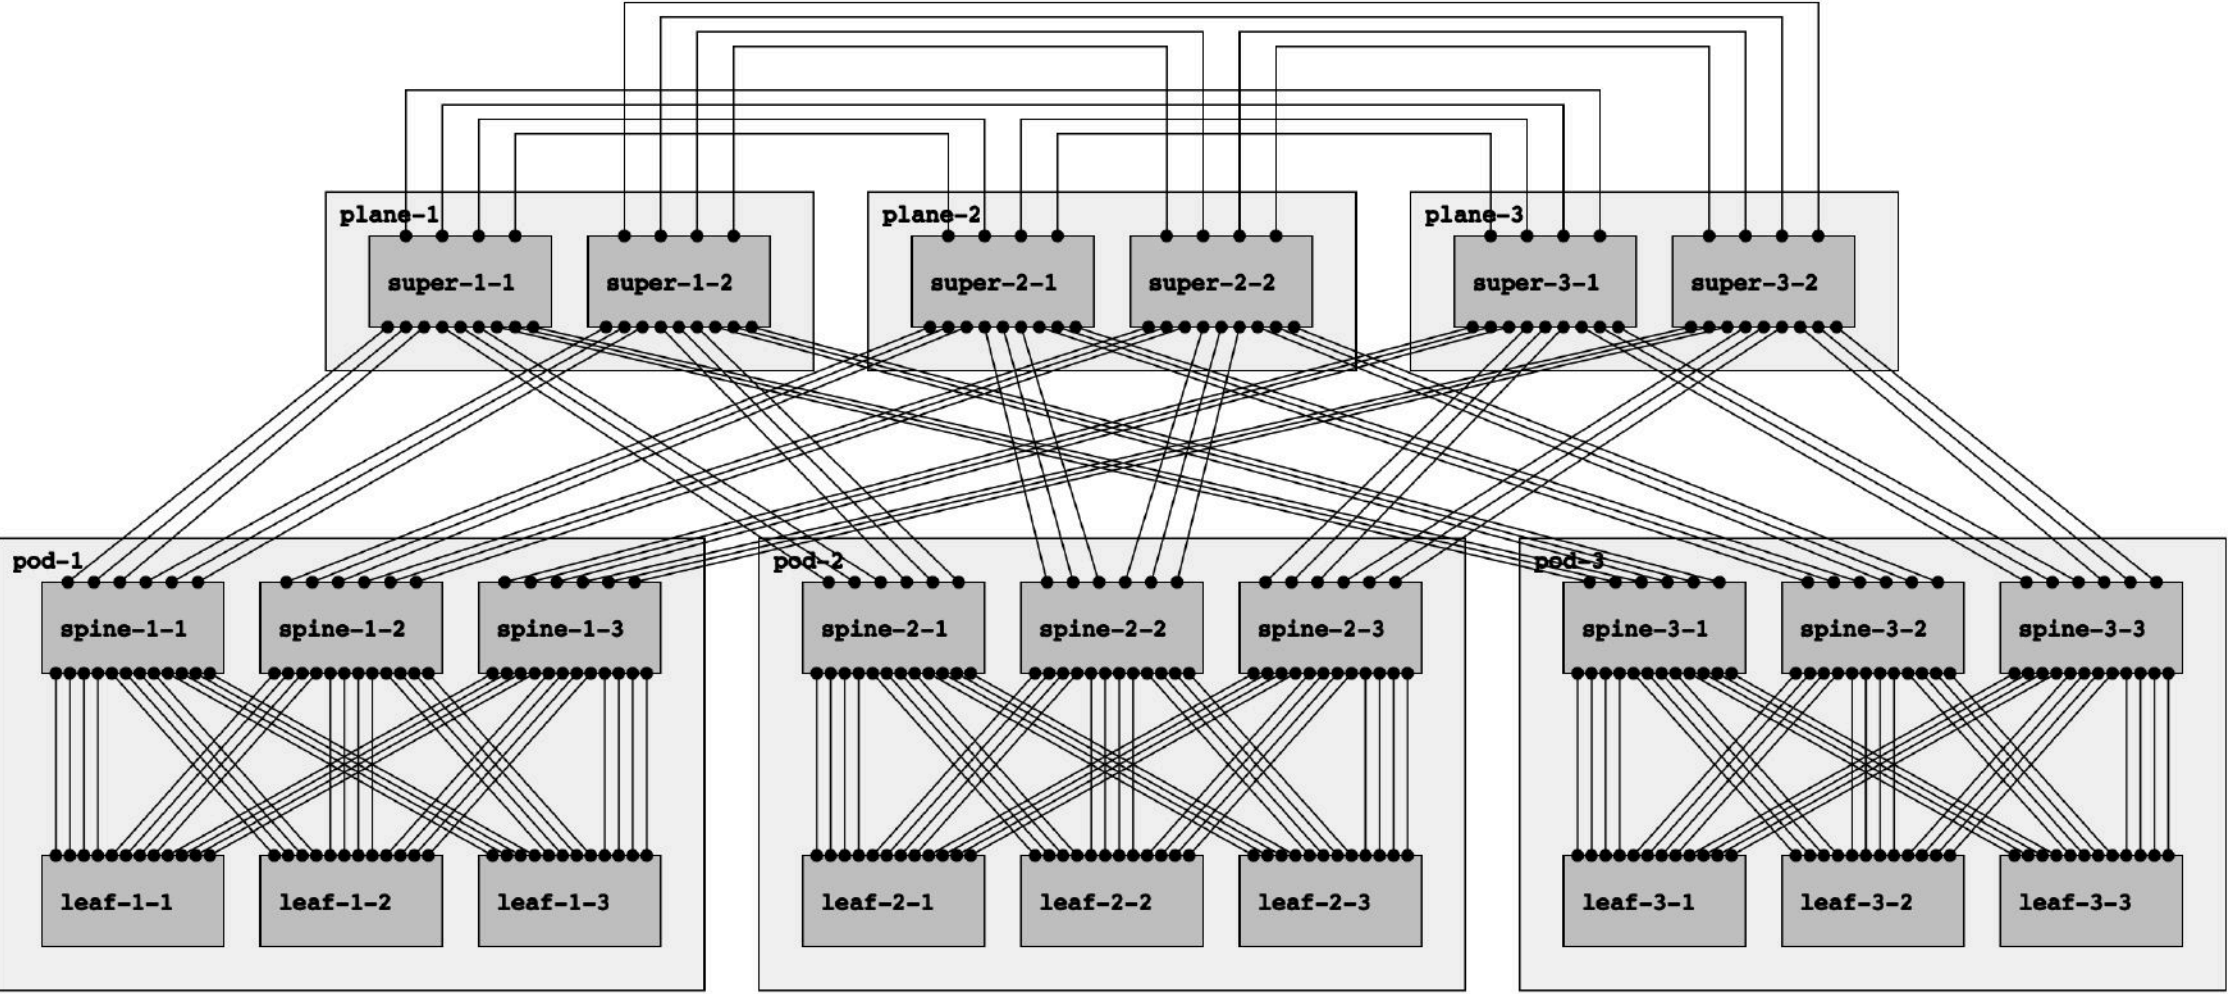 plane-1
plane-2
plane-3
super-1-1
super-1-2
super-2-1
super-2-2
super-3-1
super-3-2
pod-1
pod-2
pod-3
spine-1-1
spine-1-2
spine-1-3
spine-2-1
spine-2-2
spine-2-3
spine-3-1
spine-3-2
spine-3-3
leaf-1-1
leaf-1-2
leaf-1-3
leaf-2-1
leaf-2-2
leaf-2-3
leaf-3-1
leaf-3-2
leaf-3-3